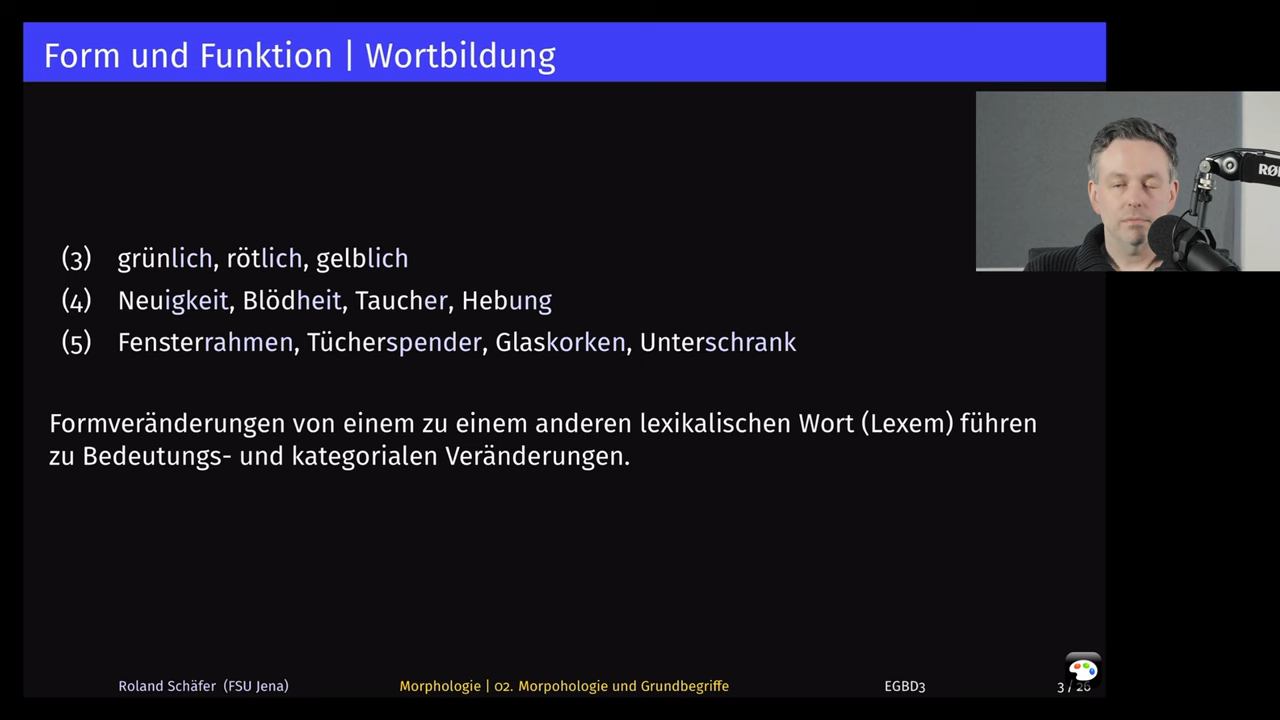 Form und Funktion | Wortbildung
(3) grünlich, rötlich, gelblich
(4) Neuigkeit, Blödheit, Taucher, Hebung
(5) Fensterrahmen, Tücherspender, Glaskorken, Unterschrank
Formveränderungen von einem zu einem anderen lexikalischen Wort (Lexem) führen
zu Bedeutungs- und kategorialen Veränderungen.
Roland Schäfer (FSU Jena) Morphologie | 02. Morpohologie und Grundbegriffe EGBD3 3 / 26